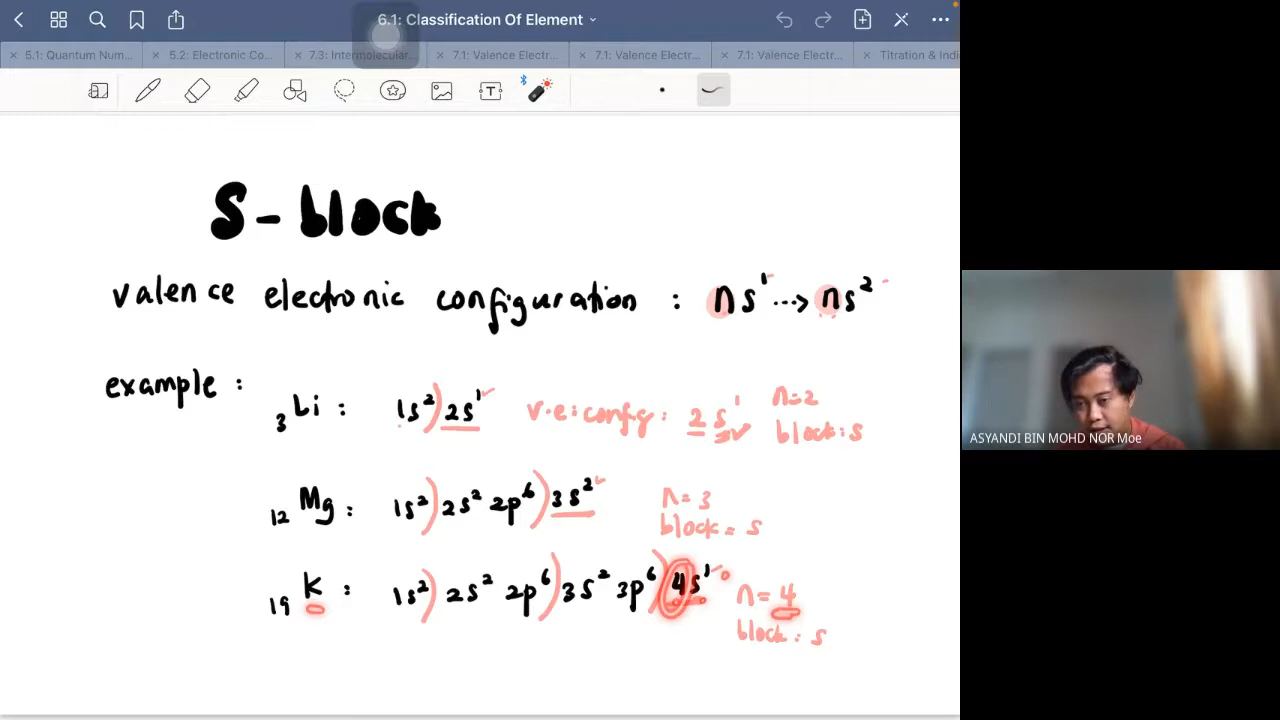 6.1: Classification Of Element
5.1: Quantum Num...
5.2: Electronic Co...
7.3: Intermolecular
7.1: Valence Electr...
7.1: Valence Electr...
7.1: Valence Electr...
Titration & Indi
S-block
valence electronic configuration : ns¹ ...> ns²
example :
₃Li : 1s²) 2s¹ v.e config: 2s¹ n=2
block: s
₁₂Mg : 1s²) 2s² 2p⁶) 3s² n=3
block = s
₁₉K : 1s²) 2s² 2p⁶) 3s² 3p⁶) 4s¹ n=4
block: s
ASYANDI BIN MOHD NOR Moe